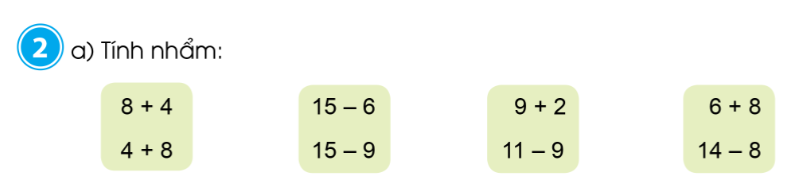 2 a) Tính nhẩm:
8 + 4 15 – 6 9 + 2 6 + 8
4 + 8 15 – 9 11 – 9 14 – 8